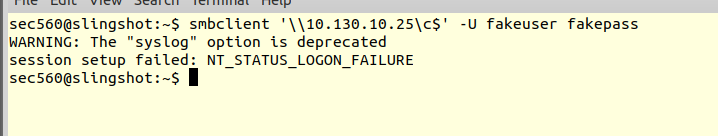 File Edit View Search Terminal Help
sec560@slingshot:~$ smbclient '\\10.130.10.25\c$' -U fakeuser fakepass
WARNING: The "syslog" option is deprecated
session setup failed: NT_STATUS_LOGON_FAILURE
sec560@slingshot:~$